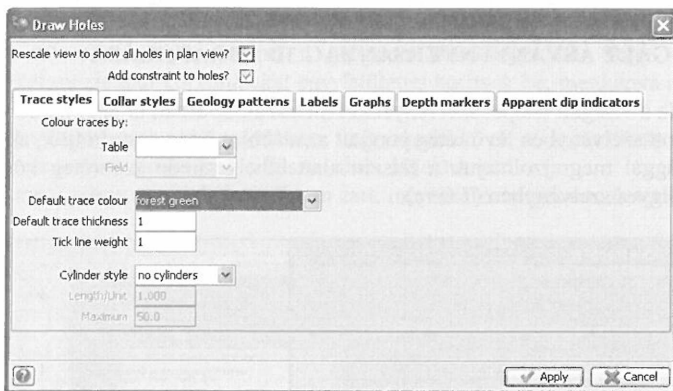 Draw Holes
Rescale view to show all holes in plan view?
Add constraint to holes?
Trace styles Collar styles Geology patterns Labels Graphs Depth markers Apparent dip indicators
Colour traces by:
Table
Field
Default trace colour forest green
Default trace thickness 1
Tick line weight 1
Cylinder style no cylinders
Length/Unit 1.000
Maximum 50.0
Apply Cancel